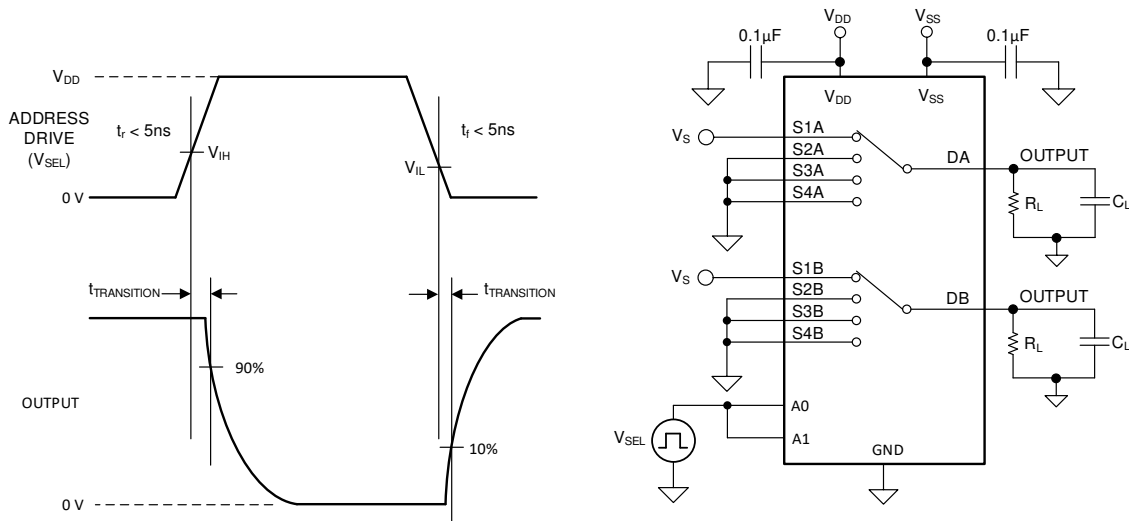 V_DD
ADDRESS
DRIVE
(V_SEL)
t_r < 5ns
V_IH
t_f < 5ns
V_IL
0 V
t_TRANSITION
t_TRANSITION
90%
OUTPUT
10%
0 V
V_DD
V_SS
0.1µF
0.1µF
V_DD
V_SS
V_S
S1A
S2A
S3A
S4A
DA
OUTPUT
R_L
C_L
V_S
S1B
S2B
S3B
S4B
DB
OUTPUT
R_L
C_L
V_SEL
A0
A1
GND